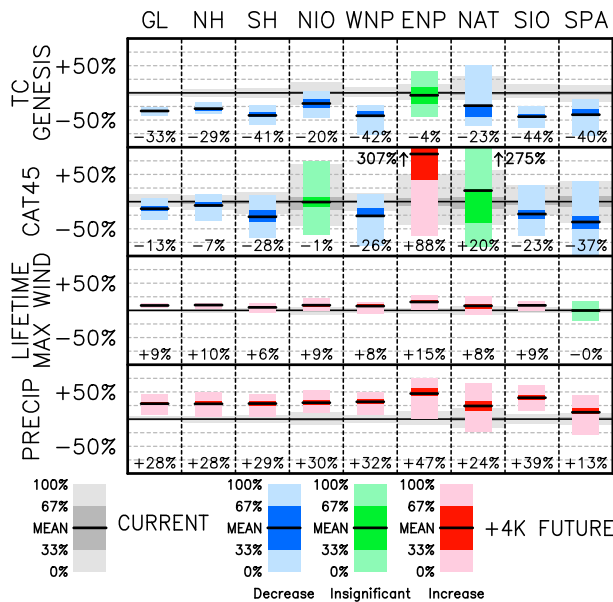 GL NH SH NIO WNP ENP NAT SIO SPA
TC GENESIS
+50%
-50%
-33% -29% -41% -20% -42% -4% -23% -44% -40%
CAT45
+50%
-50%
307%↑ ↑275%
-13% -7% -28% -1% -26% +88% +20% -23% -37%
LIFETIME MAX WIND
+50%
-50%
+9% +10% +6% +9% +8% +15% +8% +9% -0%
PRECIP
+50%
-50%
+28% +28% +29% +30% +32% +47% +24% +39% +13%
100% 100% 100% 100%
67% 67% 67% 67%
MEAN CURRENT MEAN MEAN MEAN +4K FUTURE
33% 33% 33% 33%
0% 0% 0% 0%
Decrease Insignificant Increase